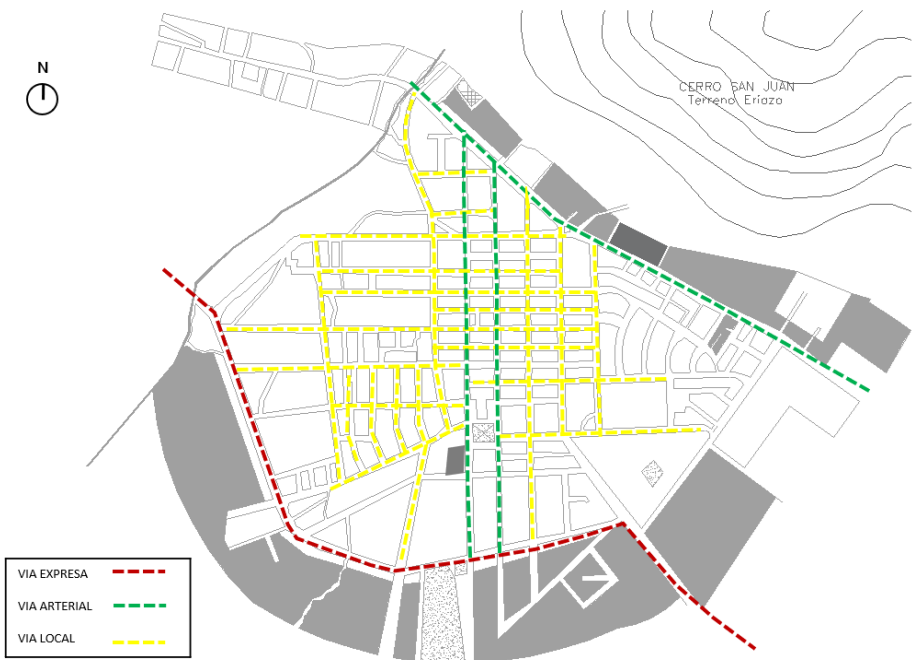 N
CERRO SAN JUAN
Terreno Eriazo
VIA EXPRESA
VIA ARTERIAL
VIA LOCAL